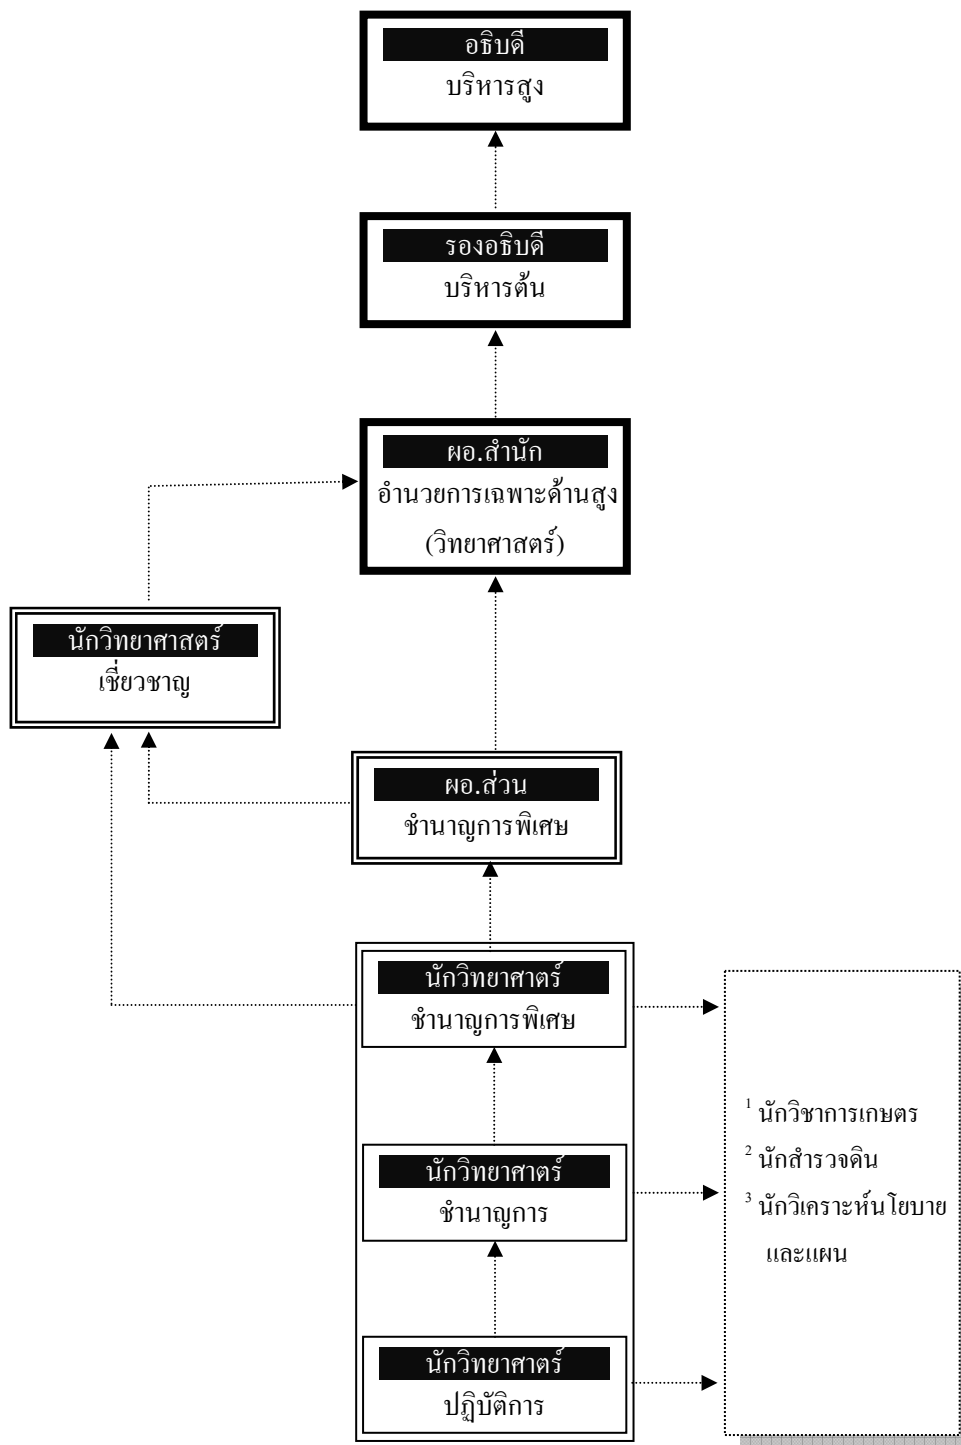 อธิบดี
บริหารสูง
รองอธิบดี
บริหารต้น
ผอ.สำนัก
อำนวยการเฉพาะด้านสูง
(วิทยาศาสตร์)
นักวิทยาศาสตร์
เชี่ยวชาญ
ผอ.ส่วน
ชำนาญการพิเศษ
นักวิทยาศาตร์
ชำนาญการพิเศษ
นักวิทยาศาตร์
ชำนาญการ
นักวิทยาศาตร์
ปฏิบัติการ
1 นักวิชาการเกษตร
2 นักสำรวจดิน
3 นักวิเคราะห์นโยบาย
และแผน